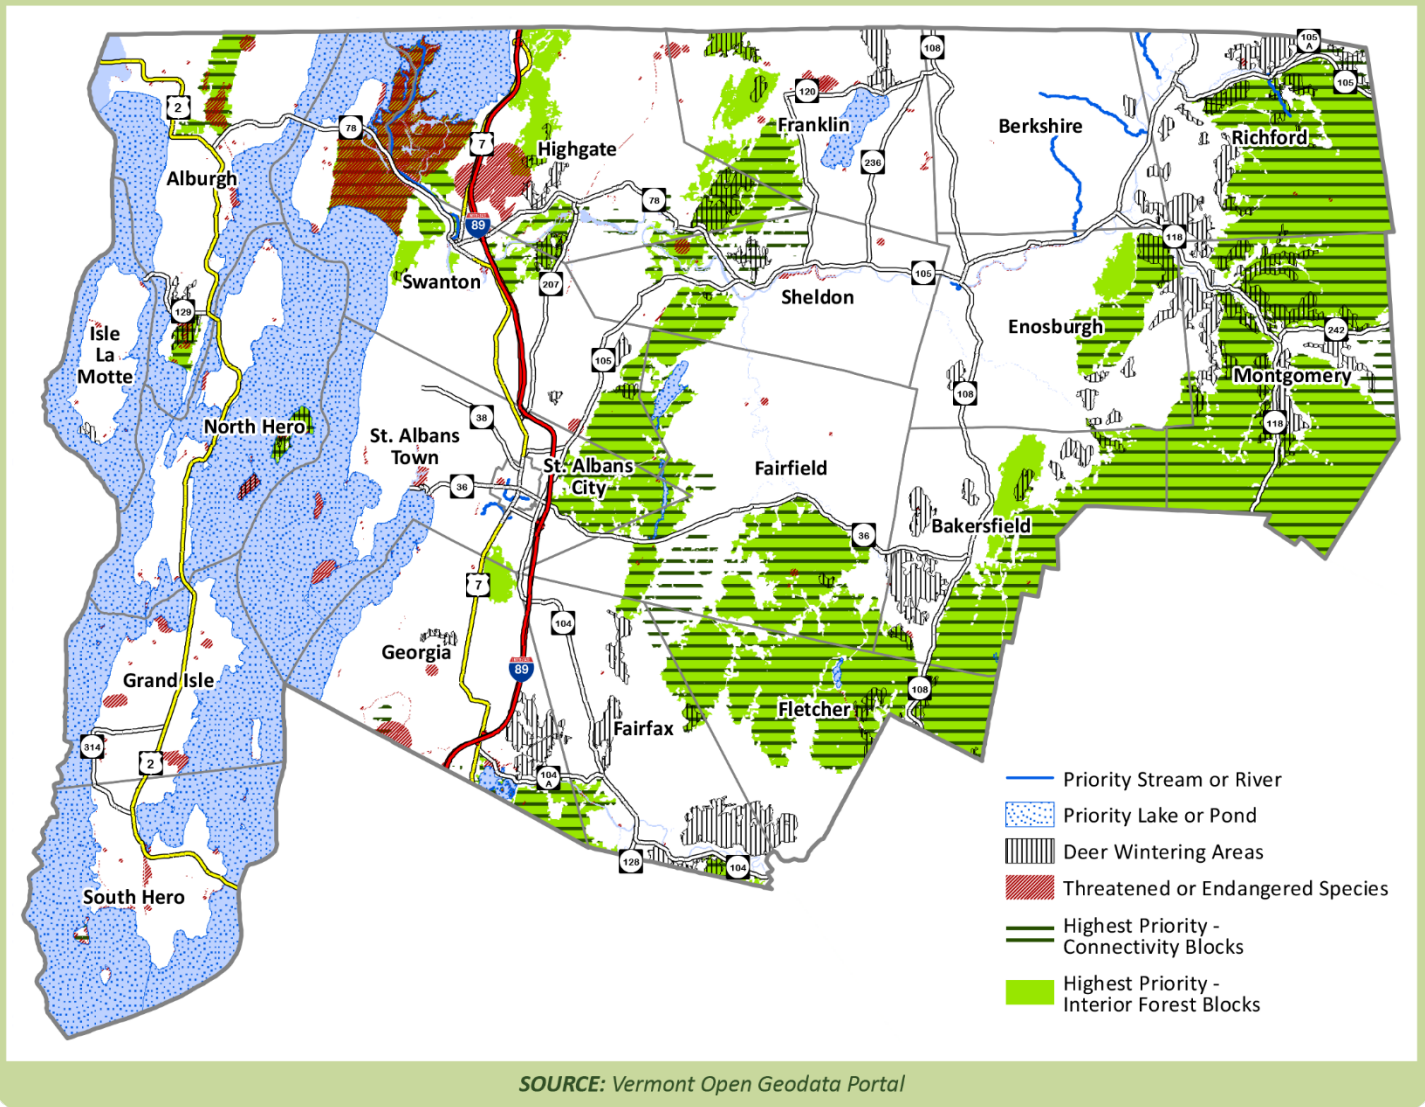 105
A
108
105
120
2
Franklin
Berkshire
Richford
78
7
Highgate
236
Alburgh
78
89
118
Swanton
207
105
Sheldon
129
Isle
La
Motte
Enosburgh
242
105
Montgomery
108
38
118
North Hero
St. Albans
Town
St. Albans
City
Fairfield
36
Bakersfield
36
7
104
Georgia
89
Grand Isle
108
Fletcher
Fairfax
314
2
104
A
128
104
South Hero
Priority Stream or River
Priority Lake or Pond
Deer Wintering Areas
Threatened or Endangered Species
Highest Priority -
Connectivity Blocks
Highest Priority -
Interior Forest Blocks
SOURCE: Vermont Open Geodata Portal